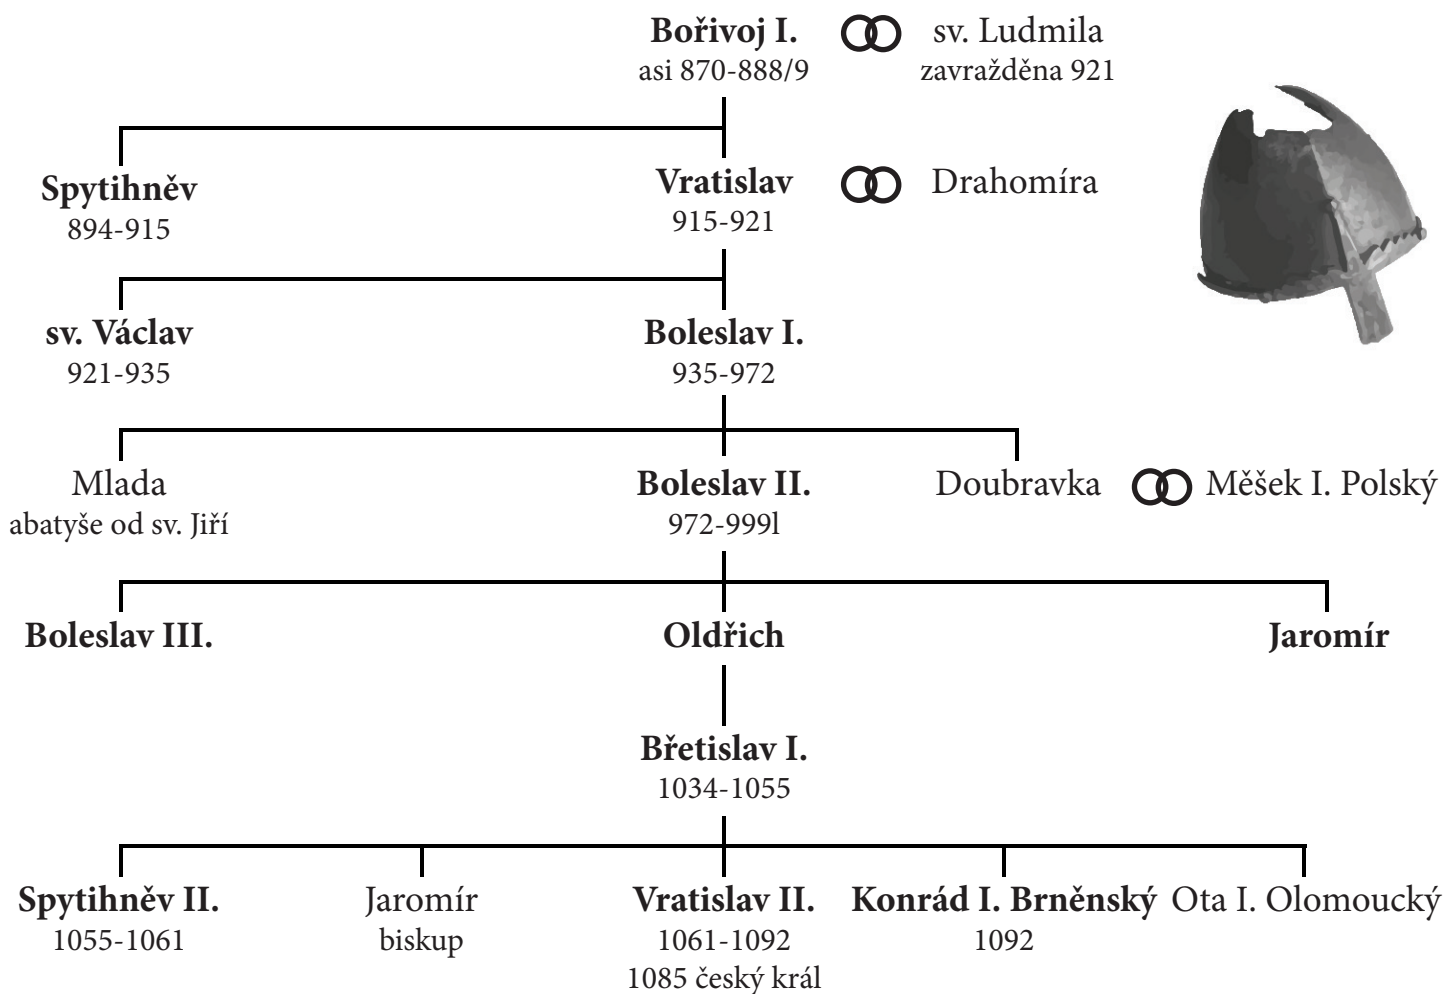 Bořivoj I. sv. Ludmila
asi 870-888/9 zavražděna 921
Spytihněv Vratislav Drahomíra
894-915 915-921
sv. Václav Boleslav I.
921-935 935-972
Mlada Boleslav II. Doubravka Měšek I. Polský
abatyše od sv. Jiří 972-999l
Boleslav III. Oldřich Jaromír
Břetislav I.
1034-1055
Spytihněv II. Jaromír Vratislav II. Konrád I. Brněnský Ota I. Olomoucký
1055-1061 biskup 1061-1092 1092
1085 český král